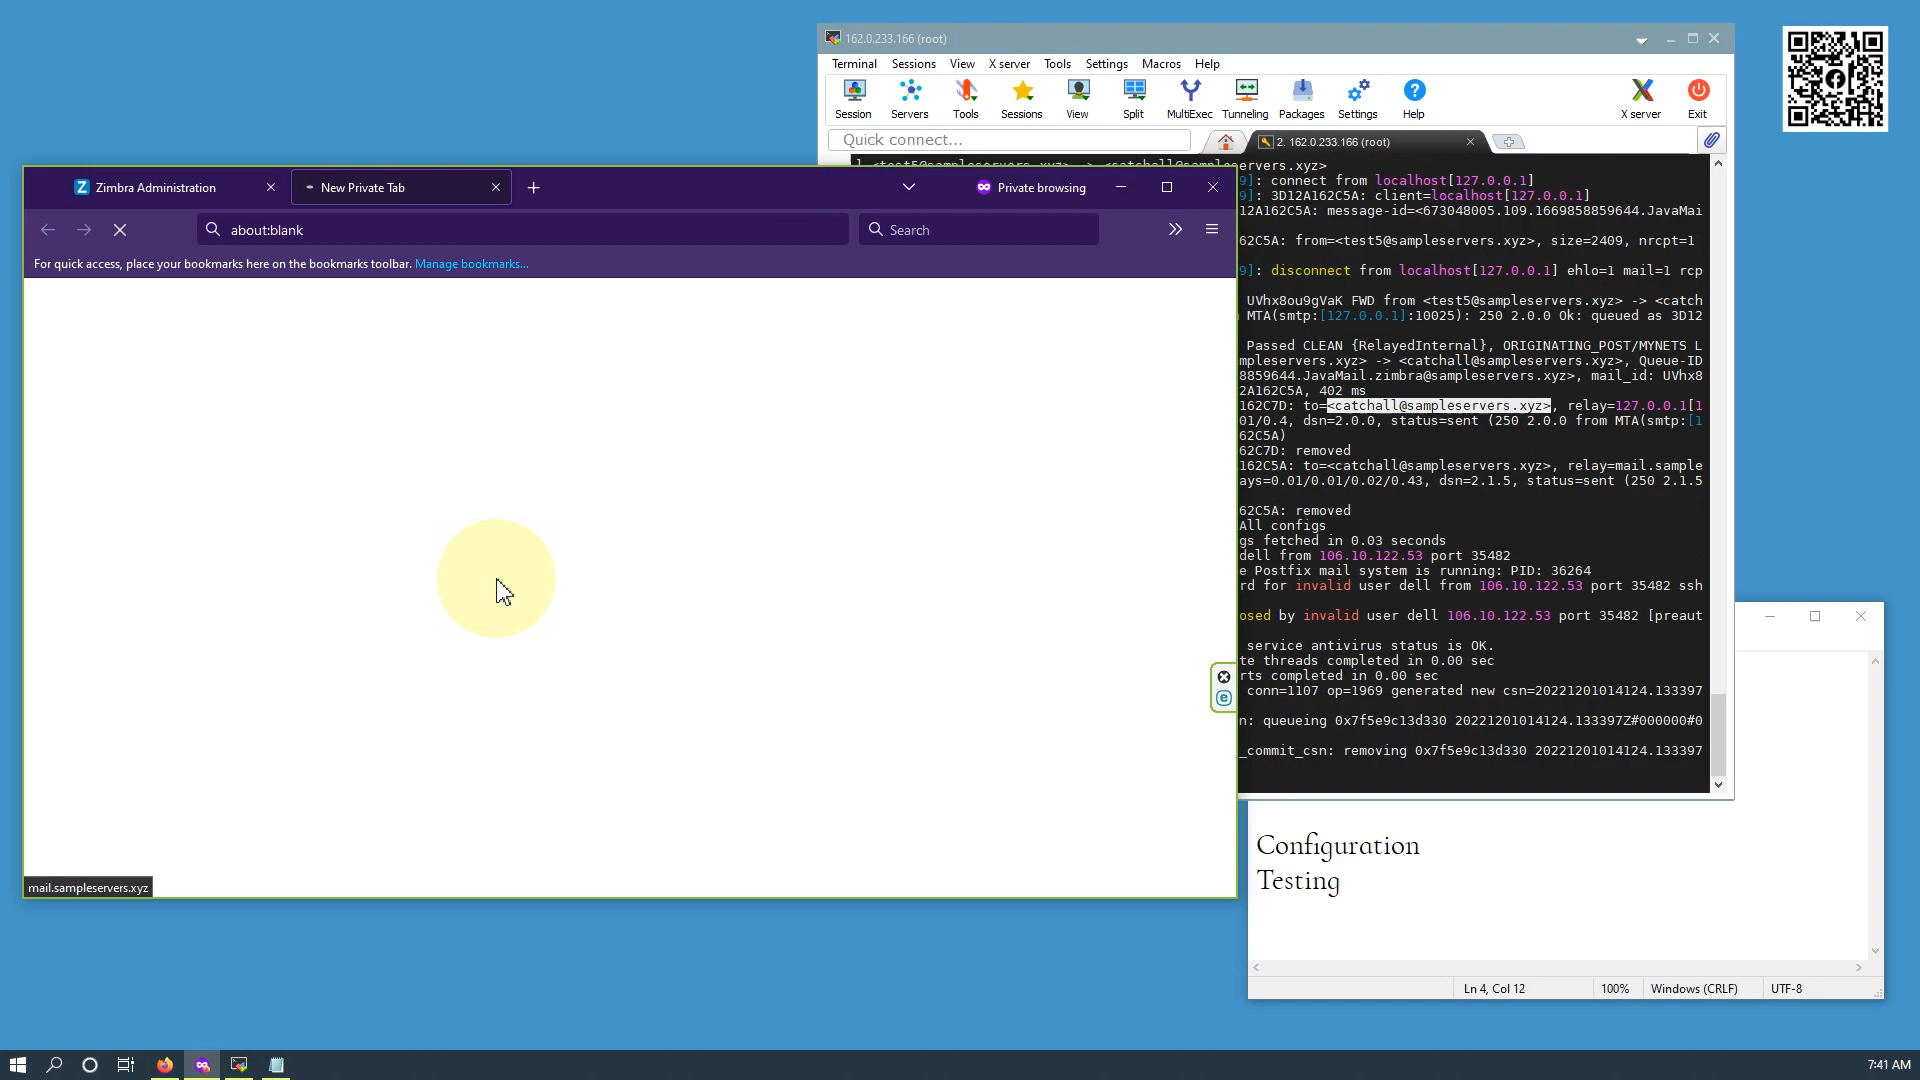 162.0.233.166 (root)
Terminal Sessions View X server Tools Settings Macros Help
Session Servers Tools Sessions View Split MultiExec Tunneling Packages Settings Help X server Exit
Quick connect...
2. 162.0.233.166 (root)
Zimbra Administration
New Private Tab
Private browsing
about:blank
Search
For quick access, place your bookmarks here on the bookmarks toolbar. Manage bookmarks...
mail.sampleservers.xyz
l <test5@sampleservers.xyz> -> <catchall@sampleservers.xyz>
9]: connect from localhost[127.0.0.1]
9]: 3D12A162C5A: client=localhost[127.0.0.1]
12A162C5A: message-id=<673048005.109.1669858859644.JavaMai
62C5A: from=<test5@sampleservers.xyz>, size=2409, nrcpt=1
9]: disconnect from localhost[127.0.0.1] ehlo=1 mail=1 rcp
UVhx8ou9gVaK FWD from <test5@sampleservers.xyz> -> <catch
MTA(smtp:[127.0.0.1]:10025): 250 2.0.0 Ok: queued as 3D12
Passed CLEAN {RelayedInternal}, ORIGINATING_POST/MYNETS L
mpleservers.xyz> -> <catchall@sampleservers.xyz>, Queue-ID
8859644.JavaMail.zimbra@sampleservers.xyz>, mail_id: UVhx8
2A162C5A, 402 ms
162C7D: to=<catchall@sampleservers.xyz>, relay=127.0.0.1[1
01/0.4, dsn=2.0.0, status=sent (250 2.0.0 from MTA(smtp:[1
62C5A)
62C7D: removed
162C5A: to=<catchall@sampleservers.xyz>, relay=mail.sample
ays=0.01/0.01/0.02/0.43, dsn=2.1.5, status=sent (250 2.1.5
62C5A: removed
All configs
gs fetched in 0.03 seconds
dell from 106.10.122.53 port 35482
e Postfix mail system is running: PID: 36264
rd for invalid user dell from 106.10.122.53 port 35482 ssh
osed by invalid user dell 106.10.122.53 port 35482 [preaut
service antivirus status is OK.
te threads completed in 0.00 sec
rts completed in 0.00 sec
conn=1107 op=1969 generated new csn=20221201014124.133397
n: queueing 0x7f5e9c13d330 20221201014124.133397Z#000000#0
_commit_csn: removing 0x7f5e9c13d330 20221201014124.133397
Configuration
Testing
Ln 4, Col 12 100% Windows (CRLF) UTF-8
7:41 AM